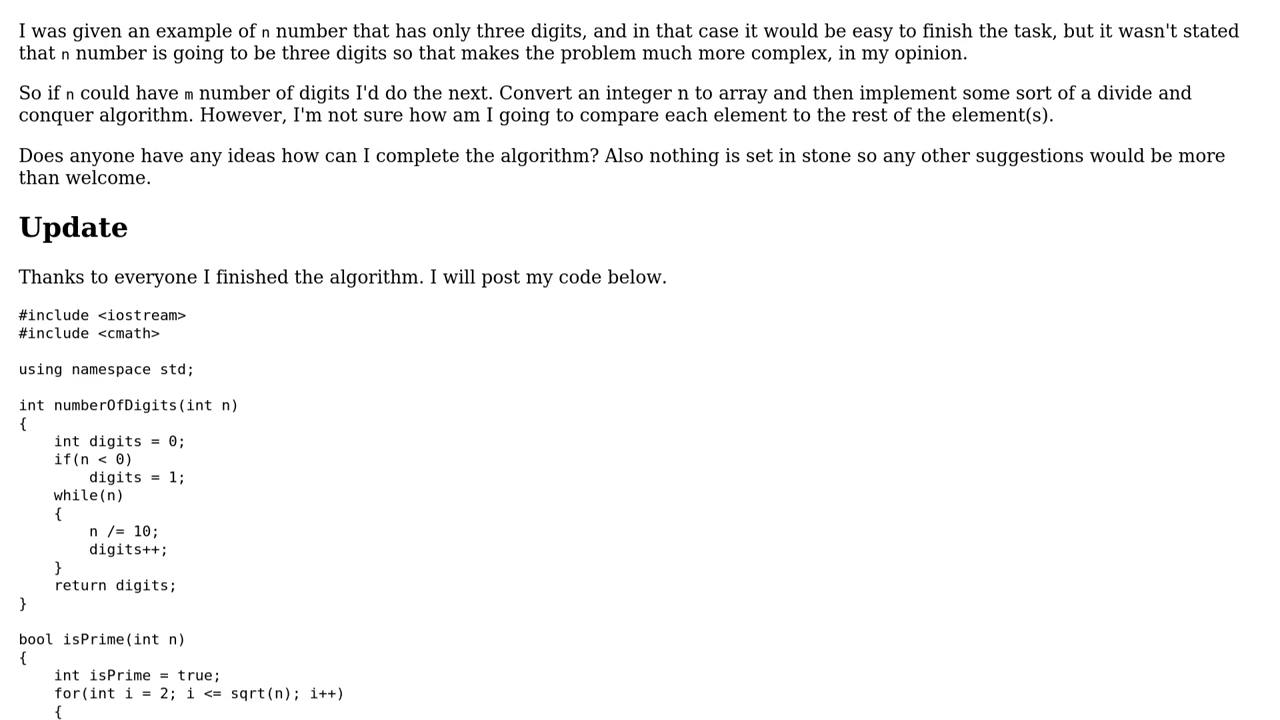 I was given an example of n number that has only three digits, and in that case it would be easy to finish the task, but it wasn't stated
that n number is going to be three digits so that makes the problem much more complex, in my opinion.
So if n could have m number of digits I'd do the next. Convert an integer n to array and then implement some sort of a divide and
conquer algorithm. However, I'm not sure how am I going to compare each element to the rest of the element(s).
Does anyone have any ideas how can I complete the algorithm? Also nothing is set in stone so any other suggestions would be more
than welcome.
Update
Thanks to everyone I finished the algorithm. I will post my code below.
#include <iostream>
#include <cmath>
using namespace std;
int numberOfDigits(int n)
{
    int digits = 0;
    if(n < 0)
        digits = 1;
    while(n)
    {
        n /= 10;
        digits++;
    }
    return digits;
}
bool isPrime(int n)
{
    int isPrime = true;
    for(int i = 2; i <= sqrt(n); i++)
    {